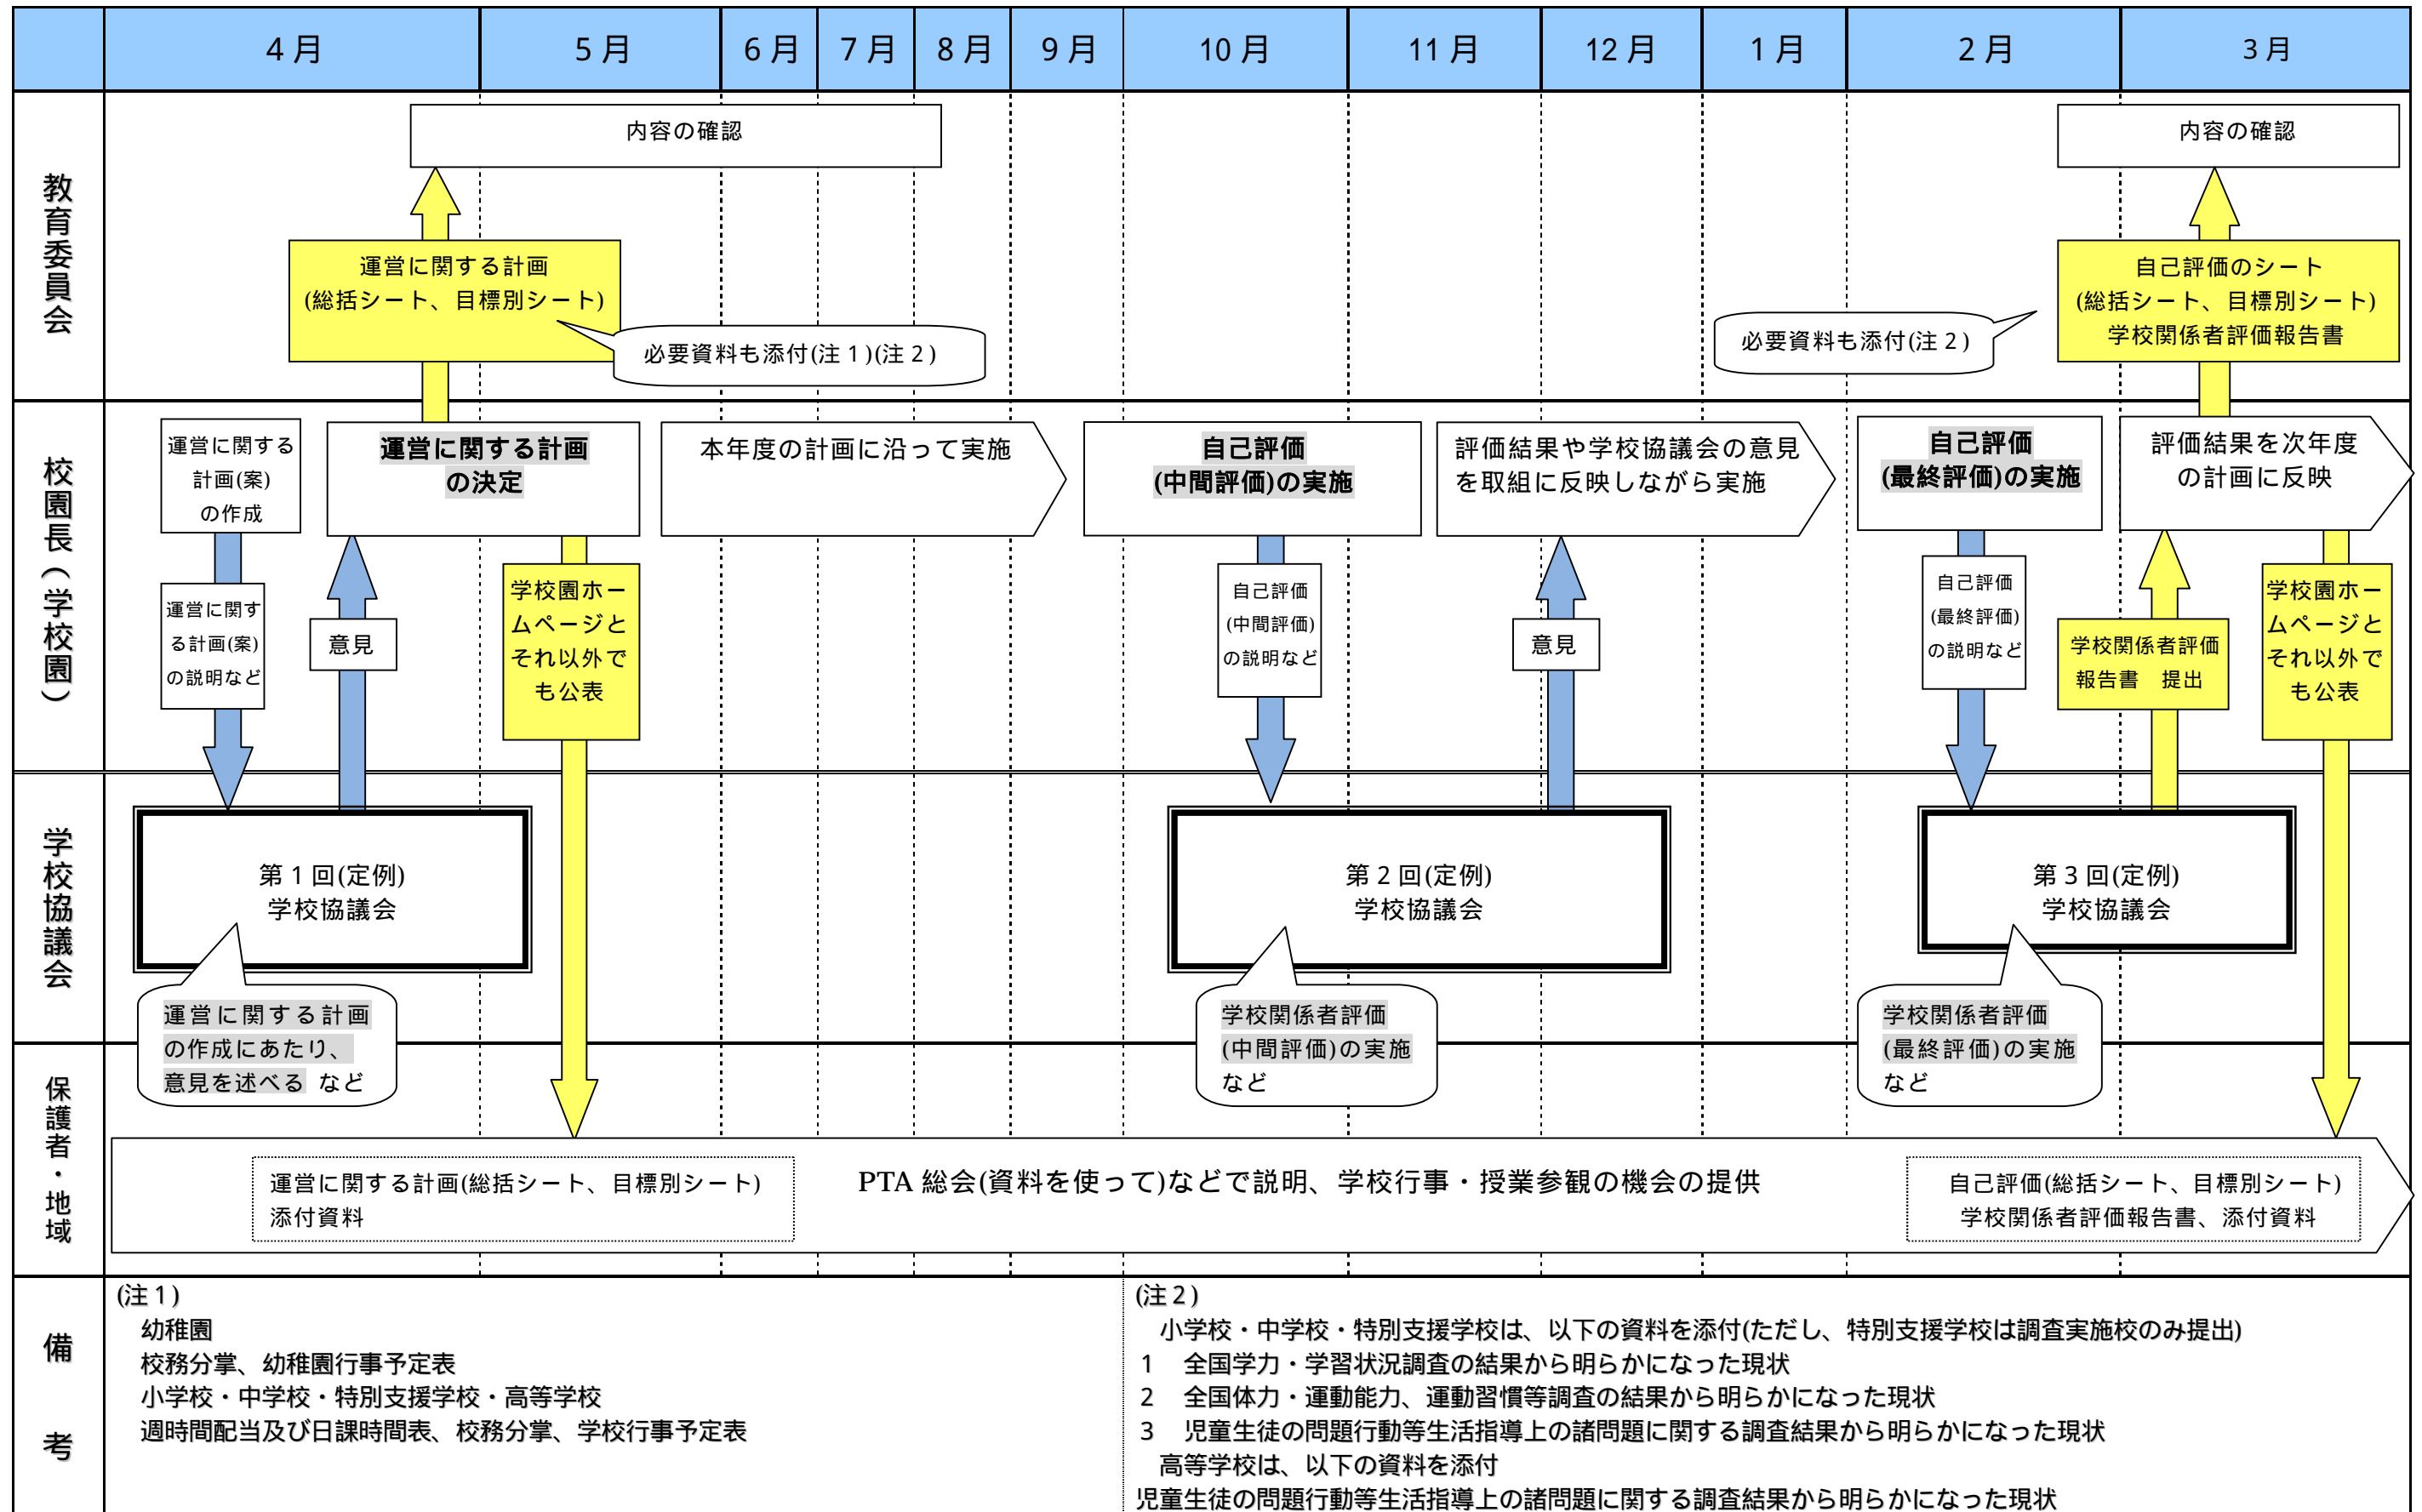 4月
5月
6月
7月
8月
9月
10月
11月
12月
1月
2月
3月
教育委員会
内容の確認
内容の確認
運営に関する計画
(総括シート、目標別シート)
必要資料も添付(注1)(注2)
必要資料も添付(注2)
自己評価のシート
(総括シート、目標別シート)
学校関係者評価報告書
校園長(学校園)
運営に関する
計画(案)
の作成
運営に関する計画
の決定
本年度の計画に沿って実施
自己評価
(中間評価)の実施
評価結果や学校協議会の意見
を取組に反映しながら実施
自己評価
(最終評価)の実施
評価結果を次年度
の計画に反映
運営に関す
る計画(案)
の説明など
意見
学校園ホー
ムページと
それ以外で
も公表
自己評価
(中間評価)
の説明など
意見
自己評価
(最終評価)
の説明など
学校関係者評価
報告書　提出
学校園ホー
ムページと
それ以外で
も公表
学校協議会
第1回(定例)
学校協議会
第2回(定例)
学校協議会
第3回(定例)
学校協議会
運営に関する計画
の作成にあたり、
意見を述べる など
学校関係者評価
(中間評価)の実施
など
学校関係者評価
(最終評価)の実施
など
保護者・地域
運営に関する計画(総括シート、目標別シート)
添付資料
PTA 総会(資料を使って)などで説明、学校行事・授業参観の機会の提供
自己評価(総括シート、目標別シート)
学校関係者評価報告書、添付資料
備考
(注1)
幼稚園
校務分掌、幼稚園行事予定表
小学校・中学校・特別支援学校・高等学校
週時間配当及び日課時間表、校務分掌、学校行事予定表
(注2)
小学校・中学校・特別支援学校は、以下の資料を添付(ただし、特別支援学校は調査実施校のみ提出)
1　全国学力・学習状況調査の結果から明らかになった現状
2　全国体力・運動能力、運動習慣等調査の結果から明らかになった現状
3　児童生徒の問題行動等生活指導上の諸問題に関する調査結果から明らかになった現状
高等学校は、以下の資料を添付
児童生徒の問題行動等生活指導上の諸問題に関する調査結果から明らかになった現状